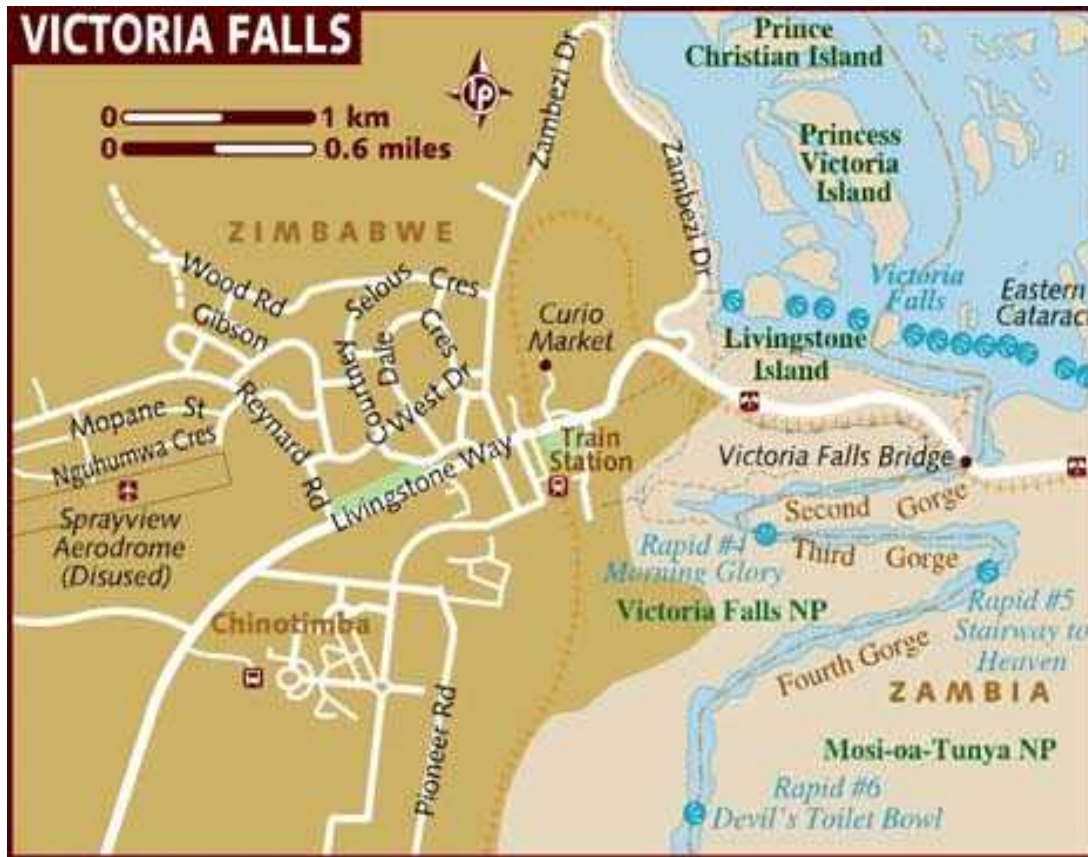 VICTORIA FALLS
lp
0
1 km
0
0.6 miles
Prince
Christian Island
Princess
Victoria
Island
Zambezi Dr
Zambezi Dr
ZIMBABWE
Victoria
Falls
Eastern
Cataract
Wood Rd
Selous Cres
Gibson
Curio
Market
Livingstone
Island
Cres
Dale
Courtney
West Dr
Reynard Rd
Mopane St
Nguhumwa Cres
Livingstone Way
Train
Station
Victoria Falls Bridge
Second Gorge
Sprayview
Aerodrome
(Disused)
Rapid #4
Morning Glory
Third Gorge
Victoria Falls NP
Rapid #5
Stairway to
Heaven
Chinotimba
Fourth Gorge
ZAMBIA
Pioneer Rd
Mosi-oa-Tunya NP
Rapid #6
Devil's Toilet Bowl